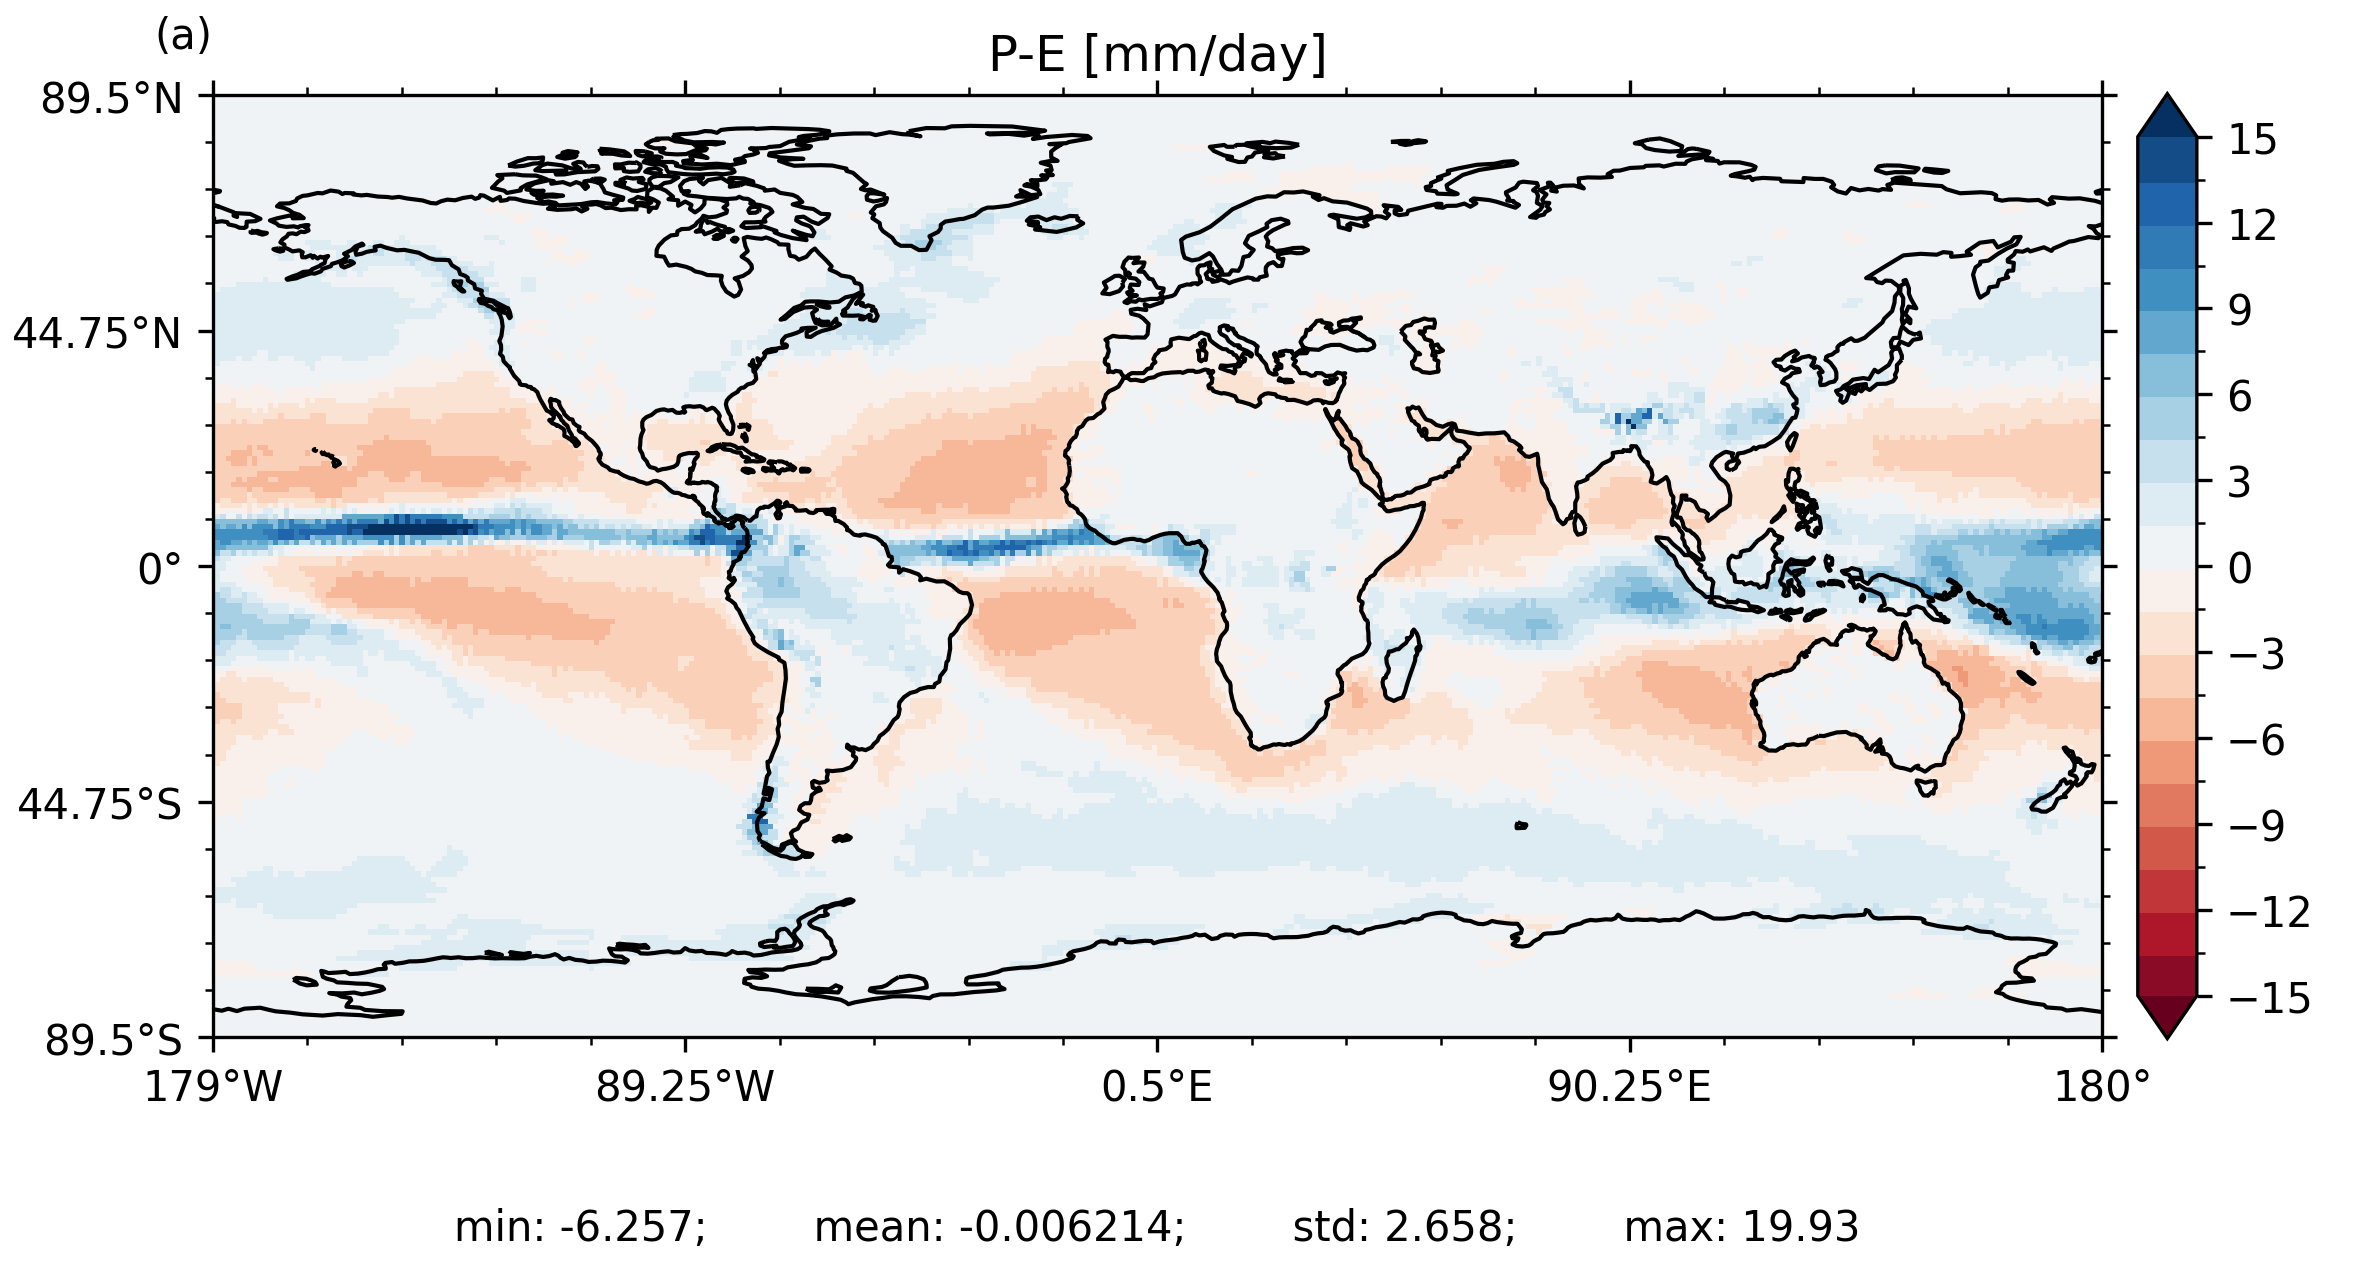 (a)
P-E [mm/day]
89.5°N
44.75°N
0°
44.75°S
89.5°S
179°W 89.25°W 0.5°E 90.25°E 180°
15
12
9
6
3
0
−3
−6
−9
−12
−15
min: -6.257; mean: -0.006214; std: 2.658; max: 19.93